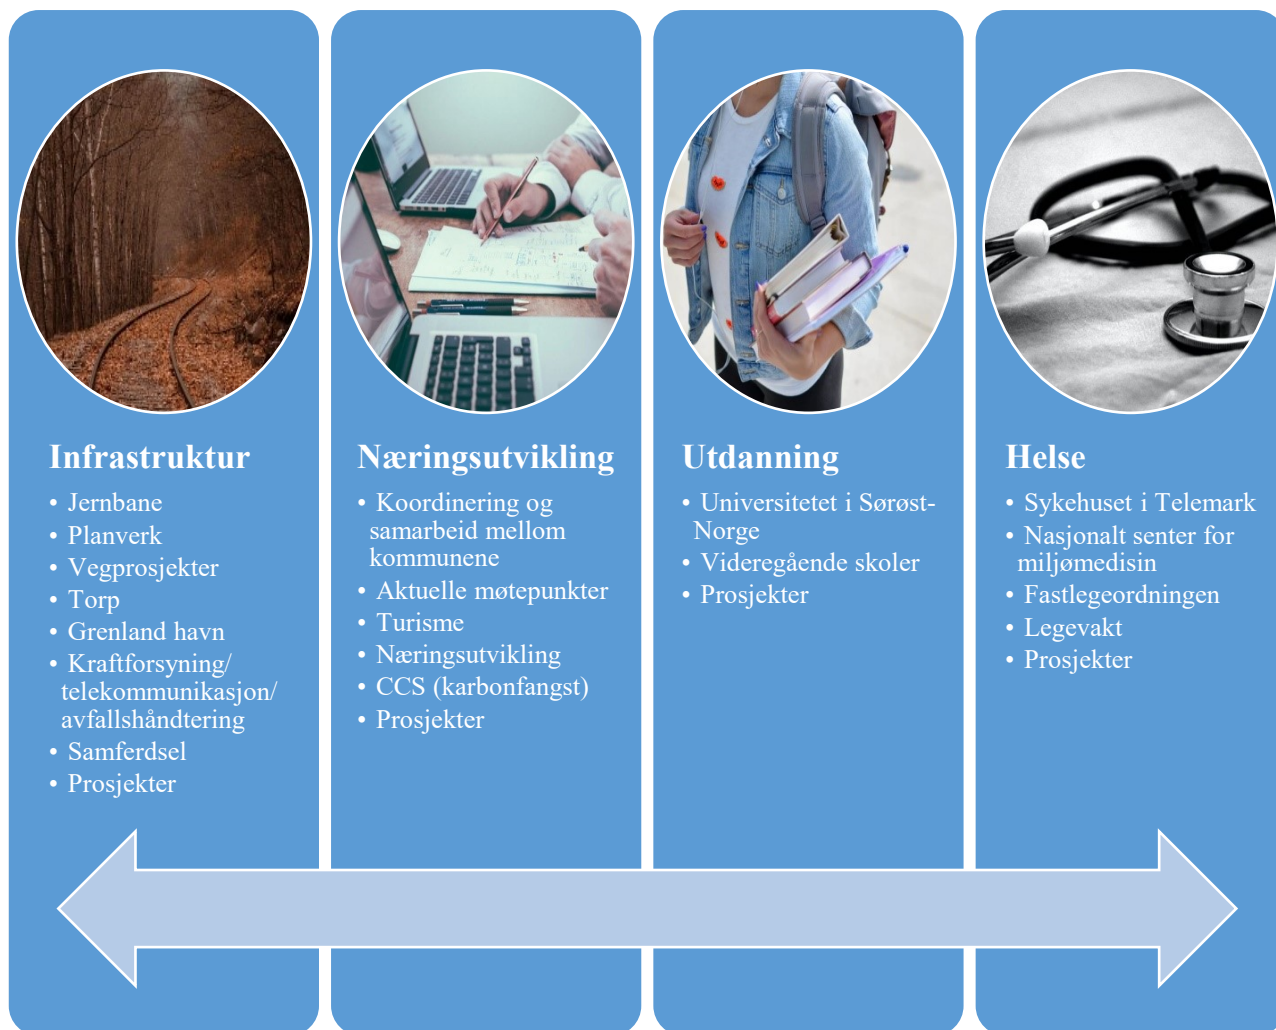 Infrastruktur
• Jernbane
• Planverk
• Vegprosjekter
• Torp
• Grenland havn
• Kraftforsyning/
telekommunikasjon/
avfallshåndtering
• Samferdsel
• Prosjekter
Næringsutvikling
• Koordinering og
samarbeid mellom
kommunene
• Aktuelle møtepunkter
• Turisme
• Næringsutvikling
• CCS (karbonfangst)
• Prosjekter
Utdanning
• Universitetet i Sørøst-
Norge
• Videregående skoler
• Prosjekter
Helse
• Sykehuset i Telemark
• Nasjonalt senter for
miljømedisin
• Fastlegeordningen
• Legevakt
• Prosjekter